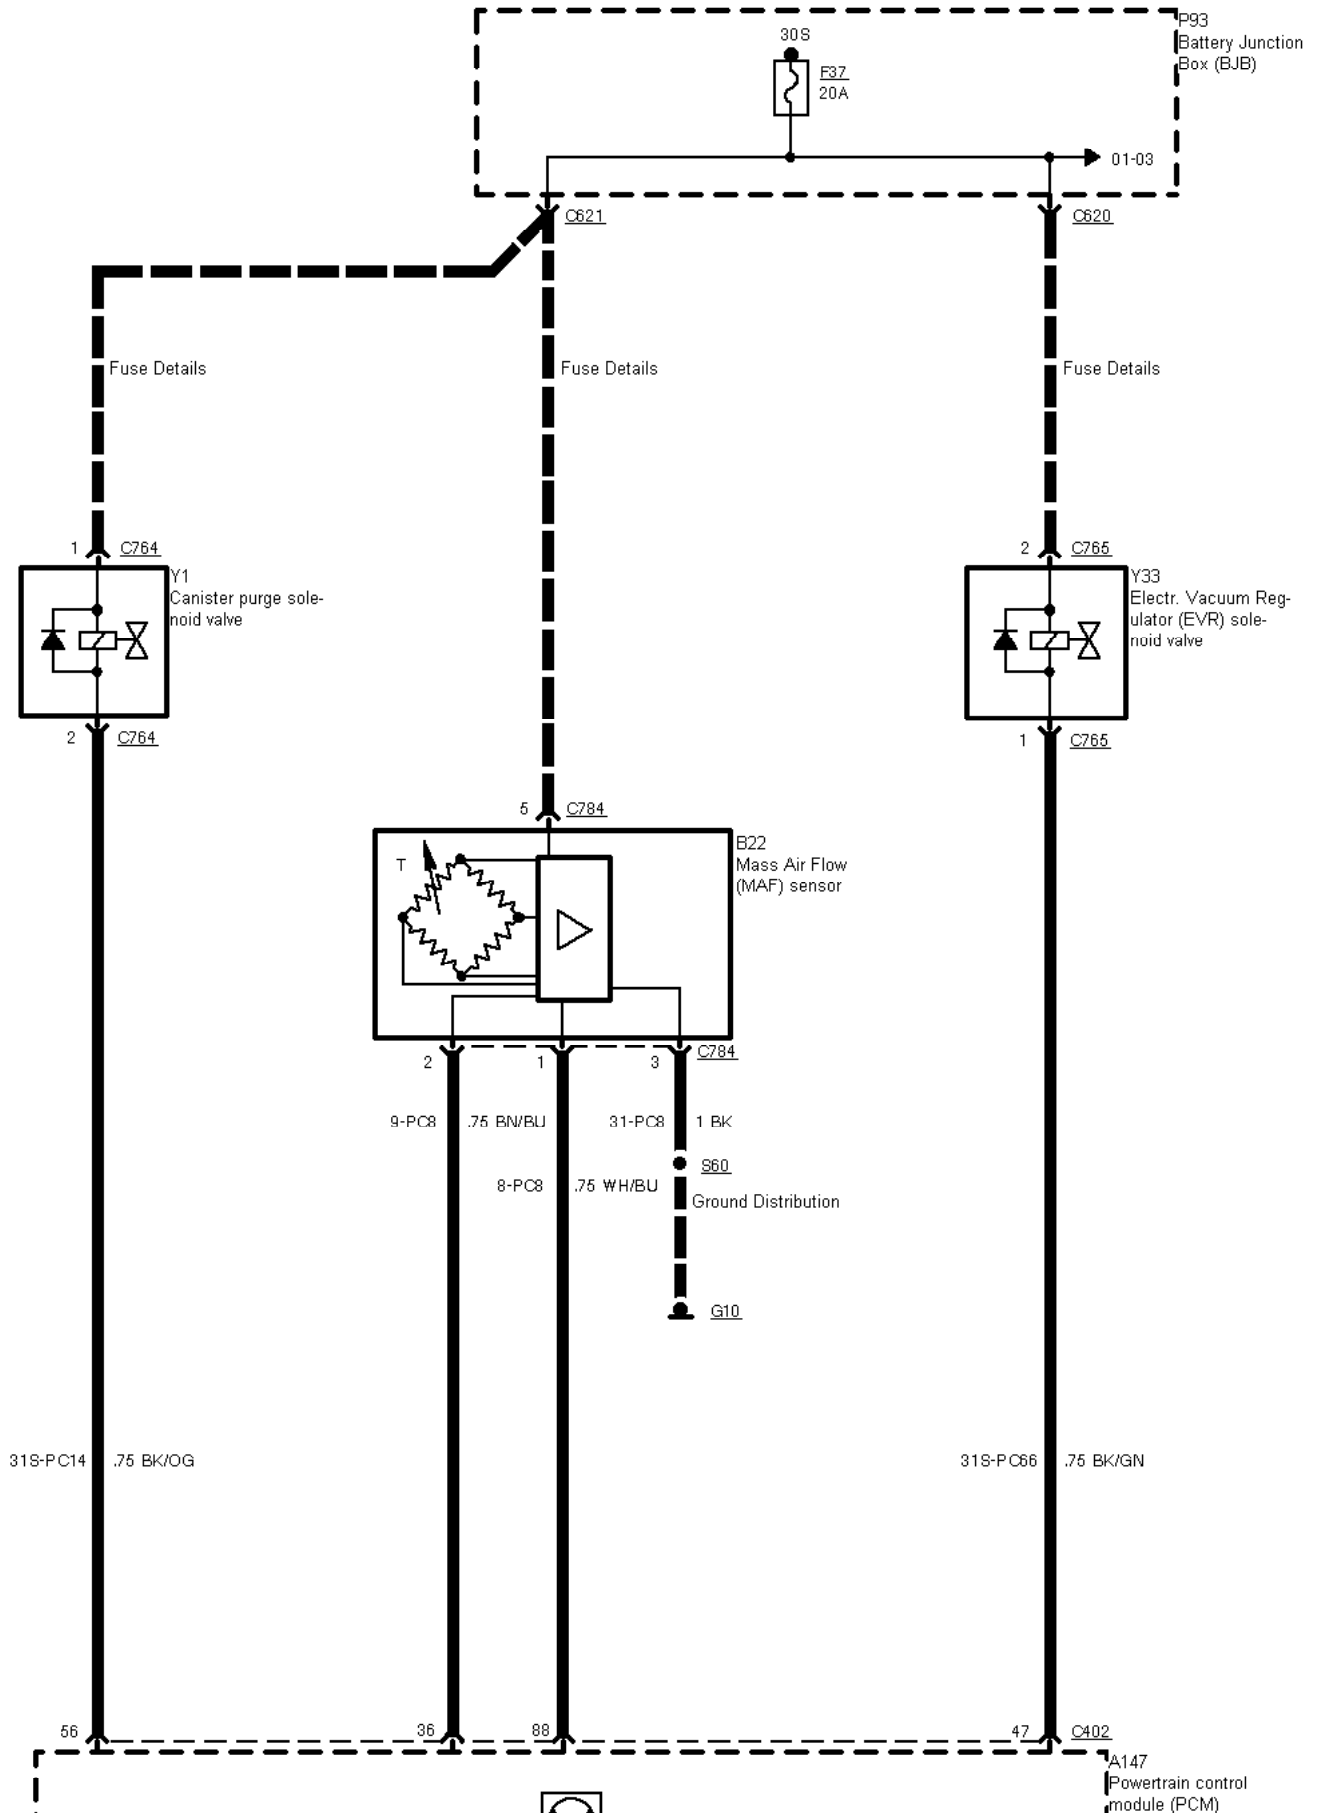 P93
Battery Junction
Box (BJB)
30S
F37
20A
01-03
C621
C620
Fuse Details
Fuse Details
Fuse Details
1
C764
2
C765
Y1
Canister purge sole-
noid valve
Y33
Electr. Vacuum Reg-
ulator (EVR) sole-
noid valve
2
C764
1
C765
5
C784
B22
Mass Air Flow
(MAF) sensor
T
2
1
3
C784
9-PC8
.75 BN/BU
31-PC8
1 BK
S60
8-PC8
.75 WH/BU
Ground Distribution
G10
31S-PC14
.75 BK/OG
31S-PC66
.75 BK/GN
56
36
88
47
C402
A147
Powertrain control
module (PCM)